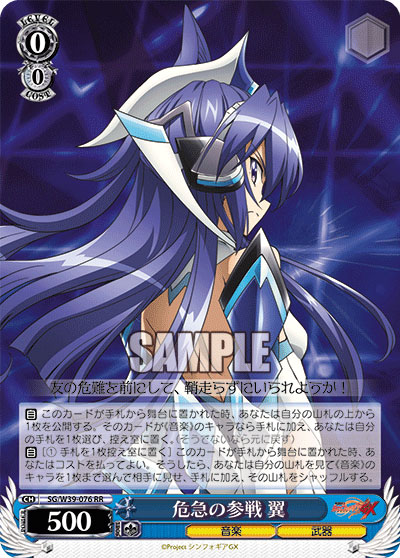 LEVEL
0
0
COST
SAMPLE
友の危難を前にして、鞘走らずにいられようか!
自 このカードが手札から舞台に置かれた時、あなたは自分の山札の上から
1枚を公開する。そのカードが《音楽》のキャラなら手札に加え、あなたは自
分の手札を1枚選び、控え室に置く。(そうでないなら元に戻す)
自 [① 手札を1枚控え室に置く] このカードが舞台に置かれた時、あなたは
コストを払ってよい。そうしたら、あなたは自分の山札を見て《音楽》のキャ
ラを1枚まで選んで相手に見せ、手札に加え、その山札をシャッフルする。
CH
SG/W39-076 RR
500
危急の参戦 翼
GX
音楽
武器
©Project シンフォギアGX